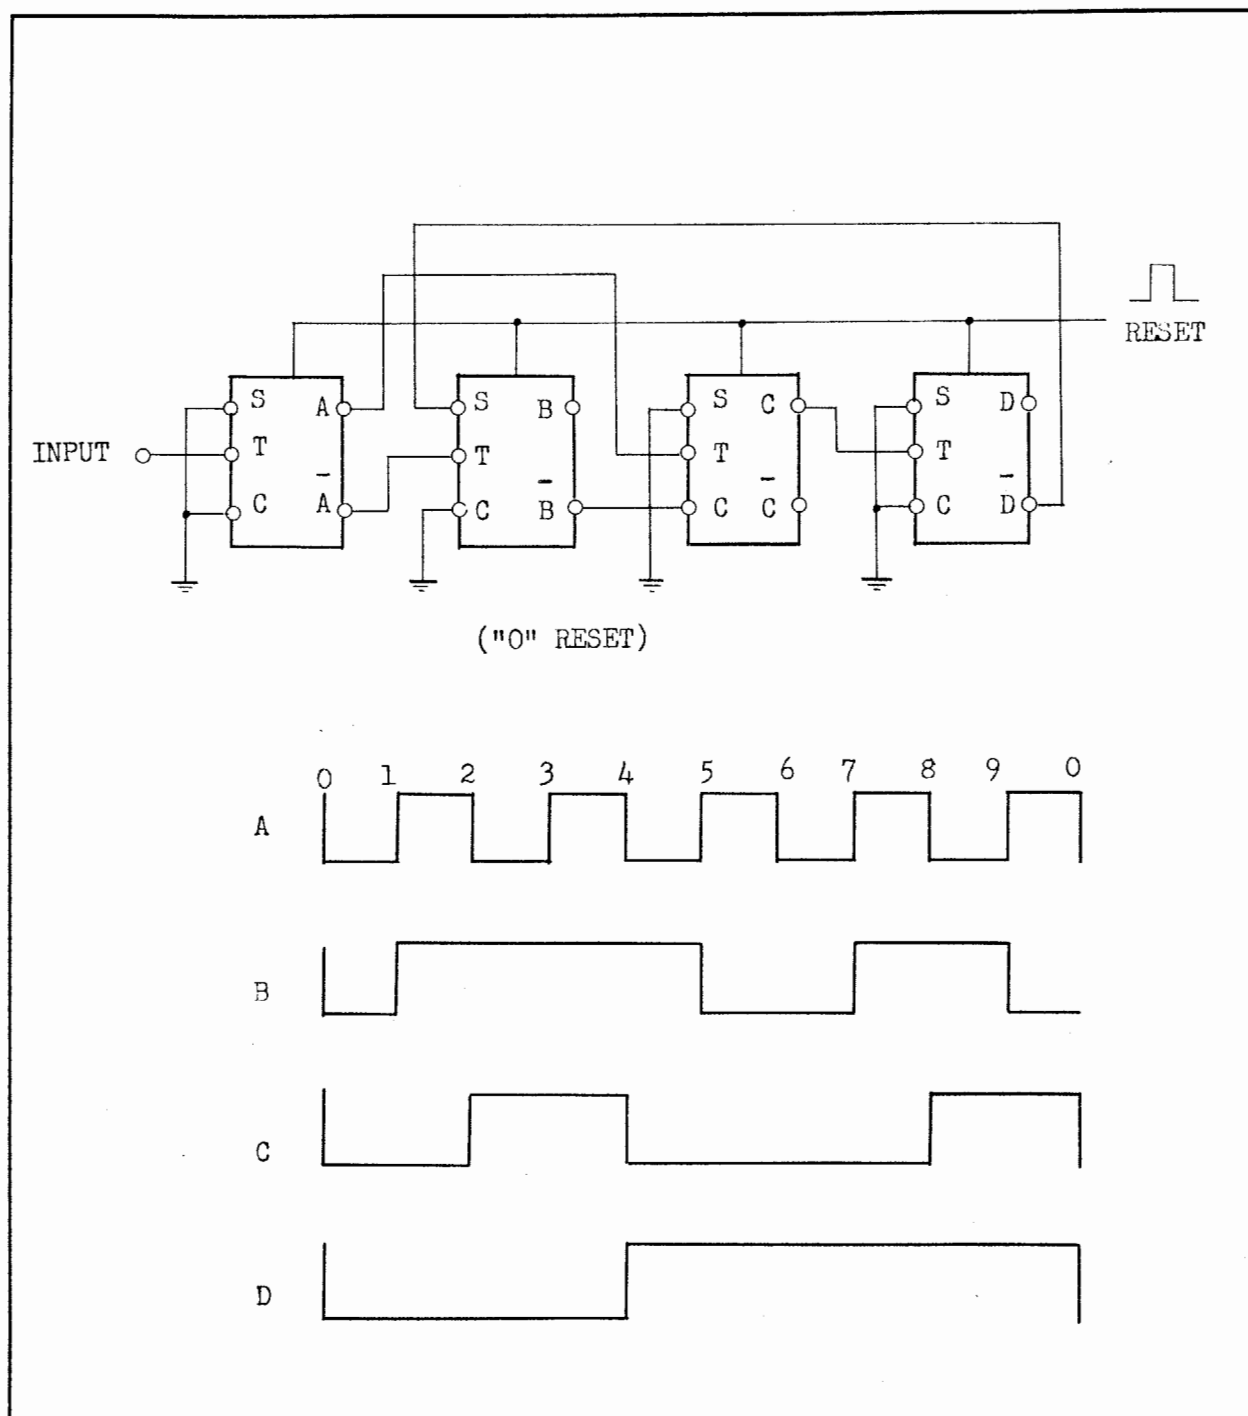 RESET
S A S B S C S D
INPUT T T T T
C A̅ C B̅ C C̅ C D̅
("0" RESET)
0 1 2 3 4 5 6 7 8 9 0
A
B
C
D